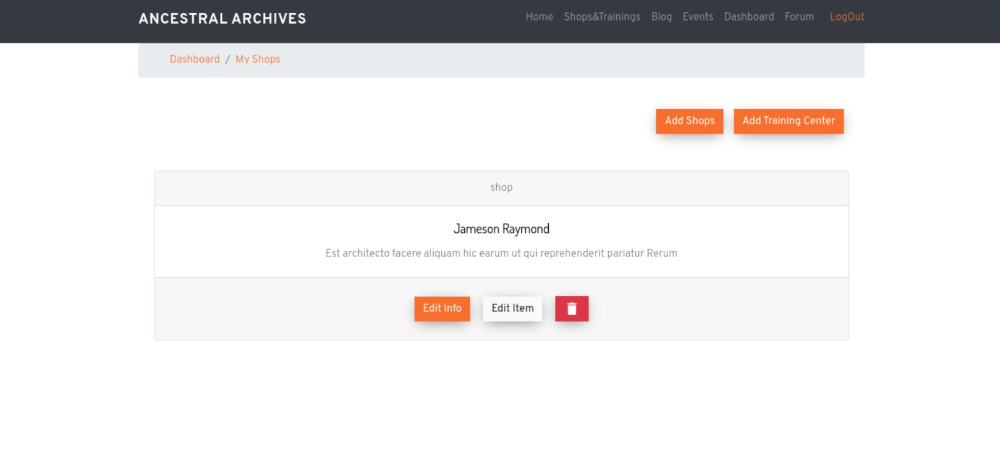 ANCESTRAL ARCHIVES
Home Shops&Trainings Blog Events Dashboard Forum LogOut
Dashboard / My Shops
Add Shops Add Training Center
shop
Jameson Raymond
Est architecto facere aliquam hic earum ut qui reprehenderit pariatur Rerum
Edit Info Edit Item